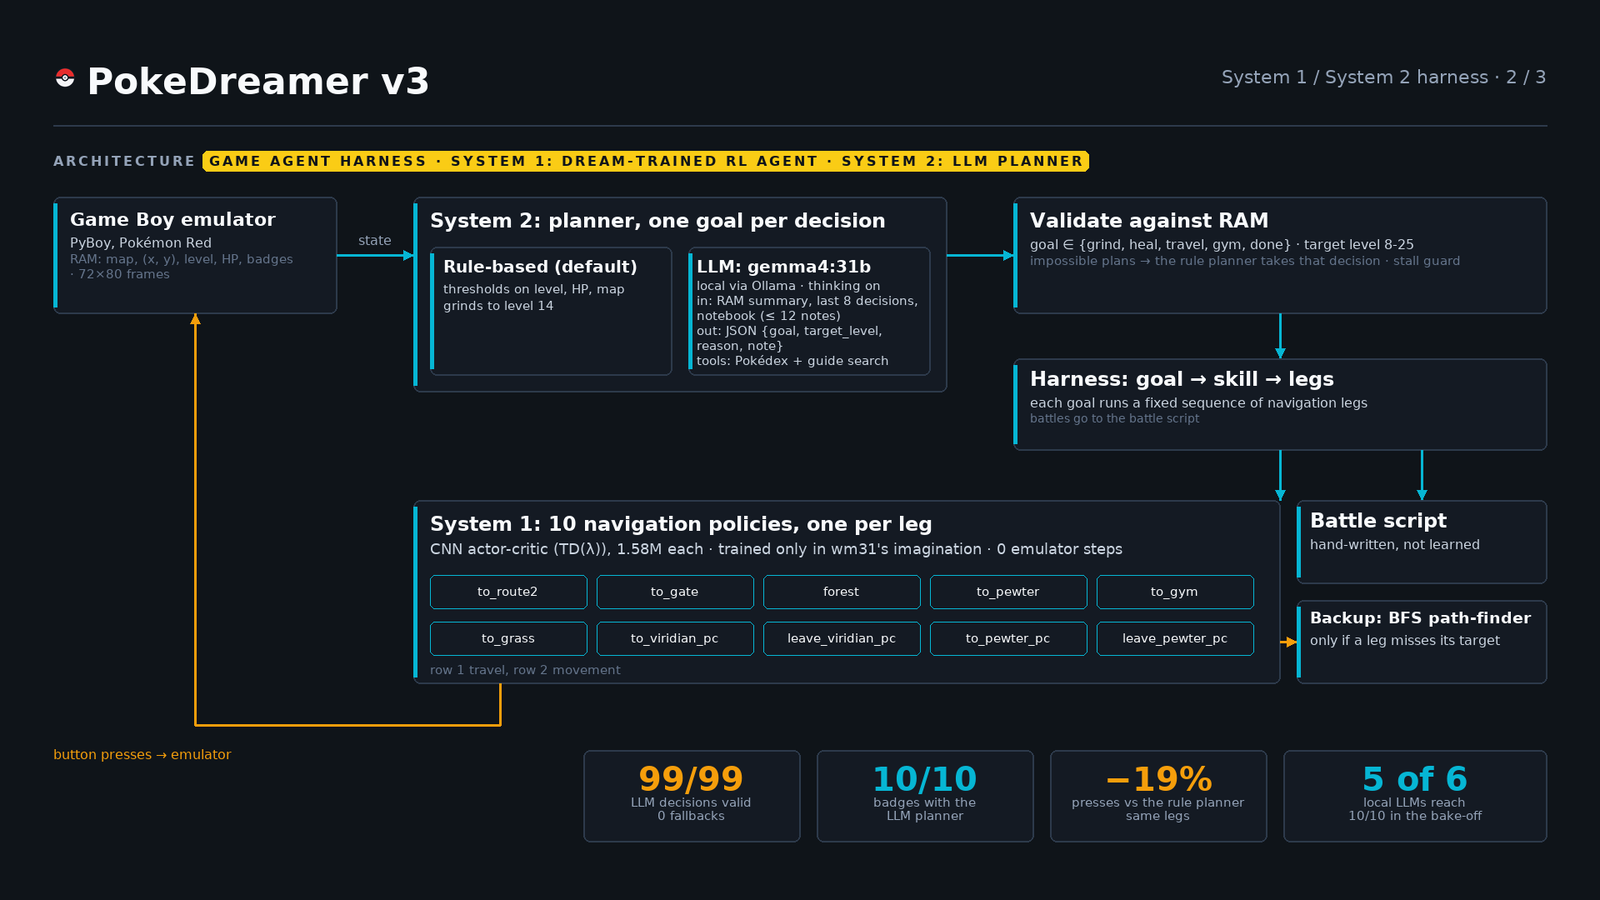 PokeDreamer v3
System 1 / System 2 harness · 2 / 3
ARCHITECTURE GAME AGENT HARNESS · SYSTEM 1: DREAM-TRAINED RL AGENT · SYSTEM 2: LLM PLANNER
Game Boy emulator
PyBoy, Pokémon Red
RAM: map, (x, y), level, HP, badges
· 72×80 frames
state
System 2: planner, one goal per decision
Rule-based (default)
thresholds on level, HP, map
grinds to level 14
LLM: gemma4:31b
local via Ollama · thinking on
in: RAM summary, last 8 decisions,
notebook (≤ 12 notes)
out: JSON {goal, target_level,
reason, note}
tools: Pokédex + guide search
Validate against RAM
goal ∈ {grind, heal, travel, gym, done} · target level 8-25
impossible plans → the rule planner takes that decision · stall guard
Harness: goal → skill → legs
each goal runs a fixed sequence of navigation legs
battles go to the battle script
System 1: 10 navigation policies, one per leg
CNN actor-critic (TD(λ)), 1.58M each · trained only in wm31's imagination · 0 emulator steps
to_route2
to_gate
forest
to_pewter
to_gym
to_grass
to_viridian_pc
leave_viridian_pc
to_pewter_pc
leave_pewter_pc
row 1 travel, row 2 movement
Battle script
hand-written, not learned
Backup: BFS path-finder
only if a leg misses its target
button presses → emulator
99/99
LLM decisions valid
0 fallbacks
10/10
badges with the
LLM planner
−19%
presses vs the rule planner
same legs
5 of 6
local LLMs reach
10/10 in the bake-off